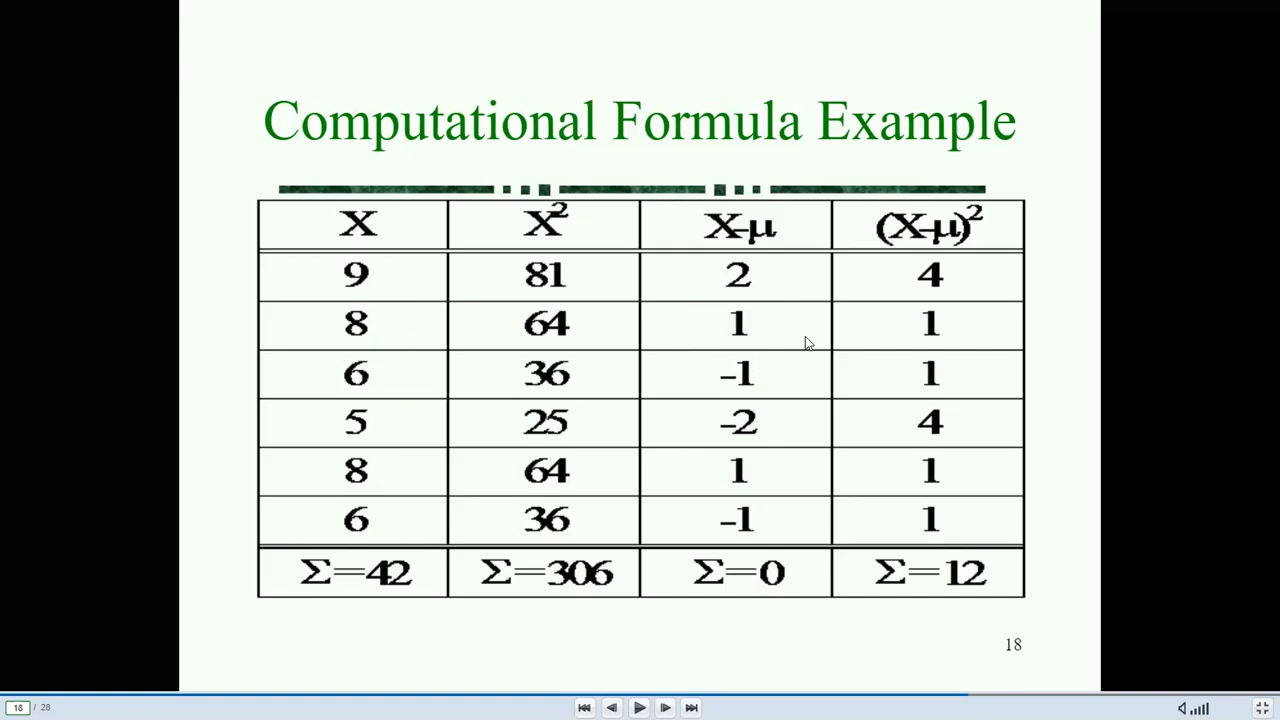 Computational Formula Example
X X² X-μ (X-μ)²
9 81 2 4
8 64 1 1
6 36 -1 1
5 25 -2 4
8 64 1 1
6 36 -1 1
Σ=42 Σ=306 Σ=0 Σ=12
18
18 / 28